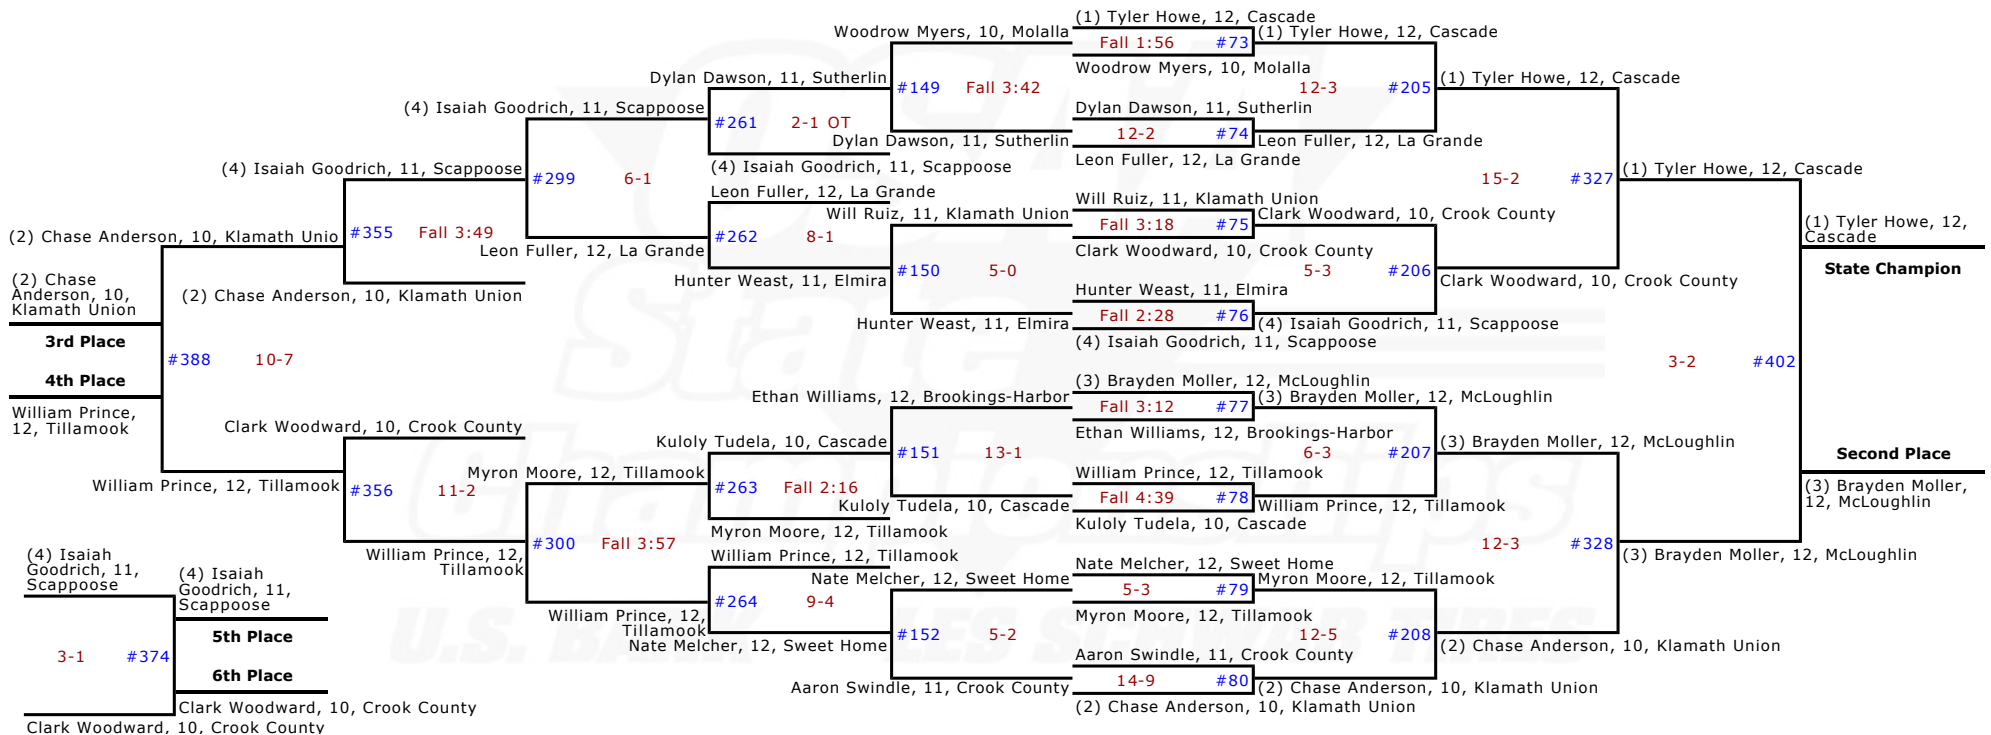 (1) Tyler Howe, 12, Cascade
Woodrow Myers, 10, Molalla
Fall 1:56 #73
(1) Tyler Howe, 12, Cascade
Woodrow Myers, 10, Molalla
Dylan Dawson, 11, Sutherlin
#149 Fall 3:42
12-3 #205
(1) Tyler Howe, 12, Cascade
(4) Isaiah Goodrich, 11, Scappoose
Dylan Dawson, 11, Sutherlin
#261 2-1 OT
12-2 #74
Dylan Dawson, 11, Sutherlin
Leon Fuller, 12, La Grande
Leon Fuller, 12, La Grande
(4) Isaiah Goodrich, 11, Scappoose
(4) Isaiah Goodrich, 11, Scappoose
#299 6-1
15-2 #327
(1) Tyler Howe, 12, Cascade
Leon Fuller, 12, La Grande
Will Ruiz, 11, Klamath Union
Will Ruiz, 11, Klamath Union
Fall 3:18 #75
Clark Woodward, 10, Crook County
(1) Tyler Howe, 12,
Cascade
State Champion
(2) Chase Anderson, 10, Klamath Unio
#355 Fall 3:49
#262 8-1
Leon Fuller, 12, La Grande
Clark Woodward, 10, Crook County
#150 5-0
5-3 #206
Hunter Weast, 11, Elmira
Clark Woodward, 10, Crook County
(2) Chase
Anderson, 10,
Klamath Union
3rd Place
(2) Chase Anderson, 10, Klamath Union
Hunter Weast, 11, Elmira
Fall 2:28 #76
Hunter Weast, 11, Elmira
(4) Isaiah Goodrich, 11, Scappoose
(4) Isaiah Goodrich, 11, Scappoose
#388 10-7
3-2 #402
4th Place
William Prince,
12, Tillamook
(3) Brayden Moller, 12, McLoughlin
Ethan Williams, 12, Brookings-Harbor
Fall 3:12 #77
(3) Brayden Moller, 12, McLoughlin
Ethan Williams, 12, Brookings-Harbor
Clark Woodward, 10, Crook County
Kuloly Tudela, 10, Cascade
#151 13-1
6-3 #207
(3) Brayden Moller, 12, McLoughlin
William Prince, 12, Tillamook
#356 11-2
Myron Moore, 12, Tillamook
#263 Fall 2:16
William Prince, 12, Tillamook
Fall 4:39 #78
Kuloly Tudela, 10, Cascade
William Prince, 12, Tillamook
Kuloly Tudela, 10, Cascade
Second Place
(3) Brayden Moller,
12, McLoughlin
Myron Moore, 12, Tillamook
#300 Fall 3:57
12-3 #328
(3) Brayden Moller, 12, McLoughlin
William Prince, 12,
Tillamook
William Prince, 12, Tillamook
Nate Melcher, 12, Sweet Home
Nate Melcher, 12, Sweet Home
5-3 #79
Myron Moore, 12, Tillamook
#264 9-4
Myron Moore, 12, Tillamook
William Prince, 12,
Tillamook
#152 5-2
12-5 #208
Nate Melcher, 12, Sweet Home
(2) Chase Anderson, 10, Klamath Union
Aaron Swindle, 11, Crook County
14-9 #80
Aaron Swindle, 11, Crook County
(2) Chase Anderson, 10, Klamath Union
(2) Chase Anderson, 10, Klamath Union
(4) Isaiah
Goodrich, 11,
Scappoose
(4) Isaiah
Goodrich, 11,
Scappoose
5th Place
3-1 #374
6th Place
Clark Woodward, 10, Crook County
Clark Woodward, 10, Crook County
OSAA
State
Championships
U.S. BANK LES SCHWAB TIRES